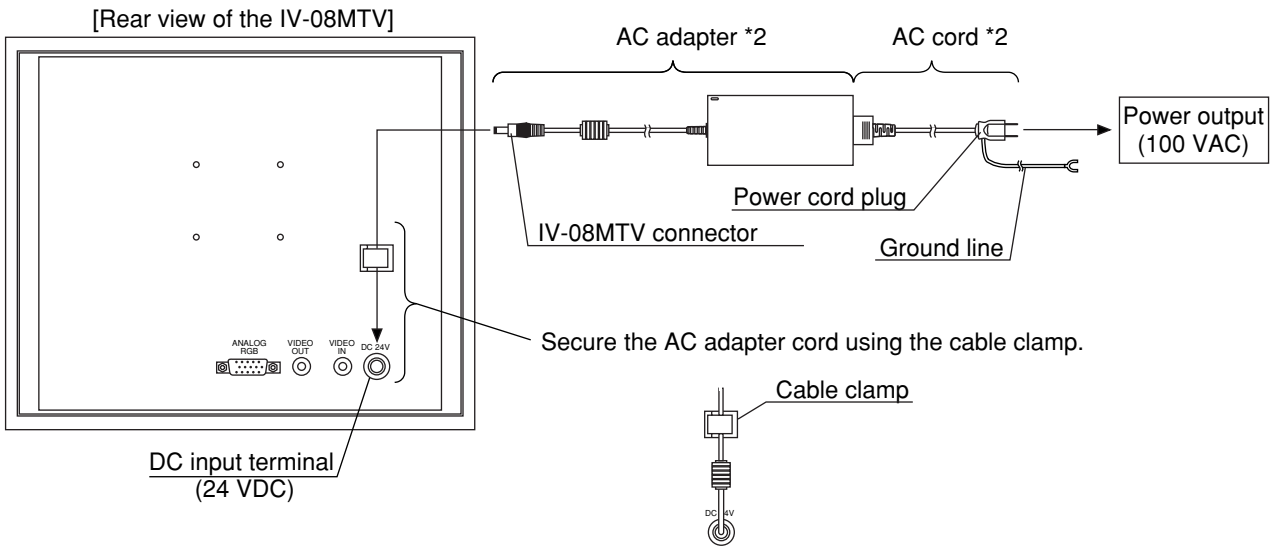 [Rear view of the IV-08MTV]
AC adapter *2
AC cord *2
Power output
(100 VAC)
Power cord plug
IV-08MTV connector
Ground line
ANALOG
RGB
VIDEO
OUT
VIDEO
IN
DC 24V
Secure the AC adapter cord using the cable clamp.
Cable clamp
DC input terminal
(24 VDC)
DC 4V